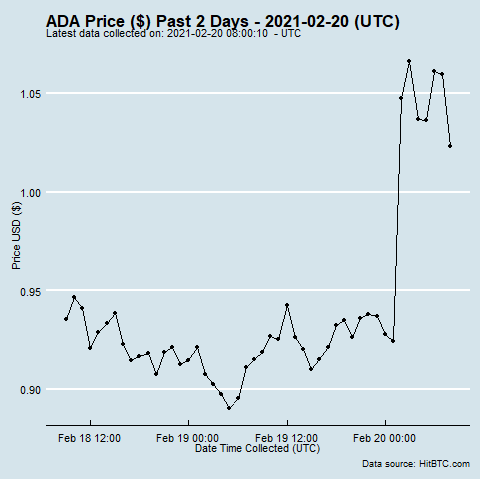 ADA Price ($) Past 2 Days - 2021-02-20 (UTC)
Latest data collected on: 2021-02-20 08:00:10  - UTC
1.05
1.00
0.95
0.90
Price USD ($)
Feb 18 12:00 Feb 19 00:00 Feb 19 12:00 Feb 20 00:00
Date Time Collected (UTC)
Data source: HitBTC.com